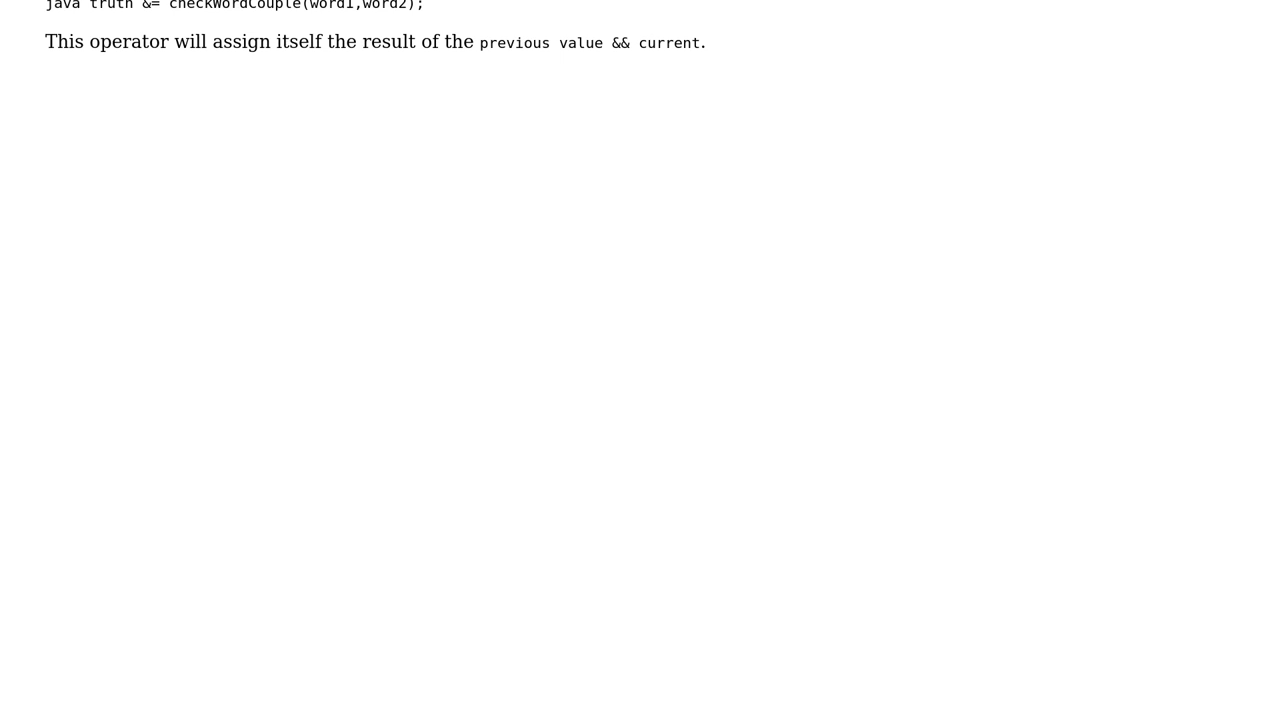 java truth &= checkWordCouple(word1,word2);
This operator will assign itself the result of the previous value && current.